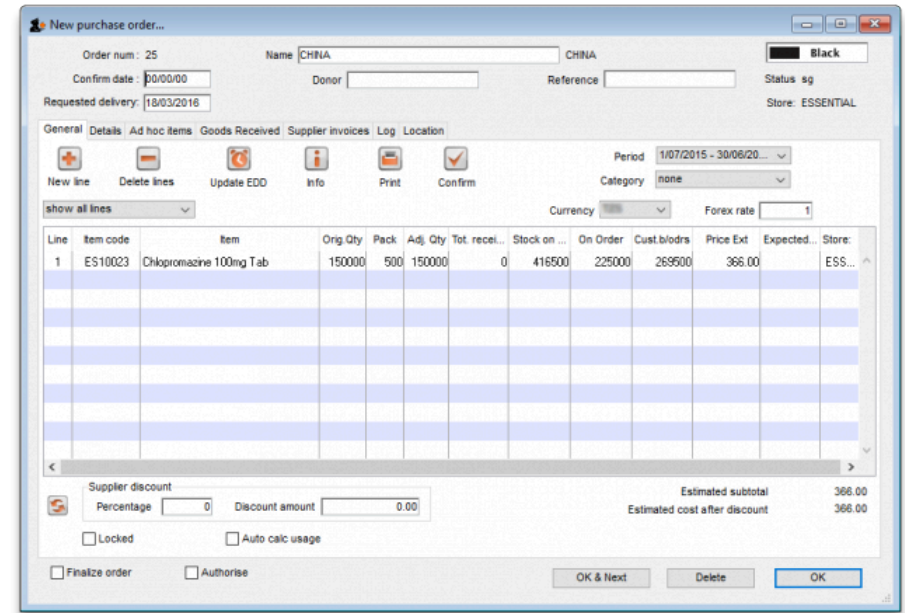 New purchase order...
Order num : 25 Name CHINA CHINA Black
Confirm date : 00/00/00 Donor Reference Status sg
Requested delivery: 18/03/2016 Store: ESSENTIAL
General Details Ad hoc items Goods Received Supplier invoices Log Location
Period 1/07/2015 - 30/06/20...
New line Delete lines Update EDD Info Print Confirm Category none
show all lines Currency Forex rate 1
Line Item code Item Orig.Qty Pack Adj. Qty Tot. recei... Stock on ... On Order Cust.b/odrs Price Ext Expected... Store:
1 ES10023 Chlopromazine 100mg Tab 150000 500 150000 0 416500 225000 269500 366.00 ESS...
Supplier discount Estimated subtotal 366.00
Percentage 0 Discount amount 0.00 Estimated cost after discount 366.00
Locked Auto calc usage
Finalize order Authorise OK & Next Delete OK